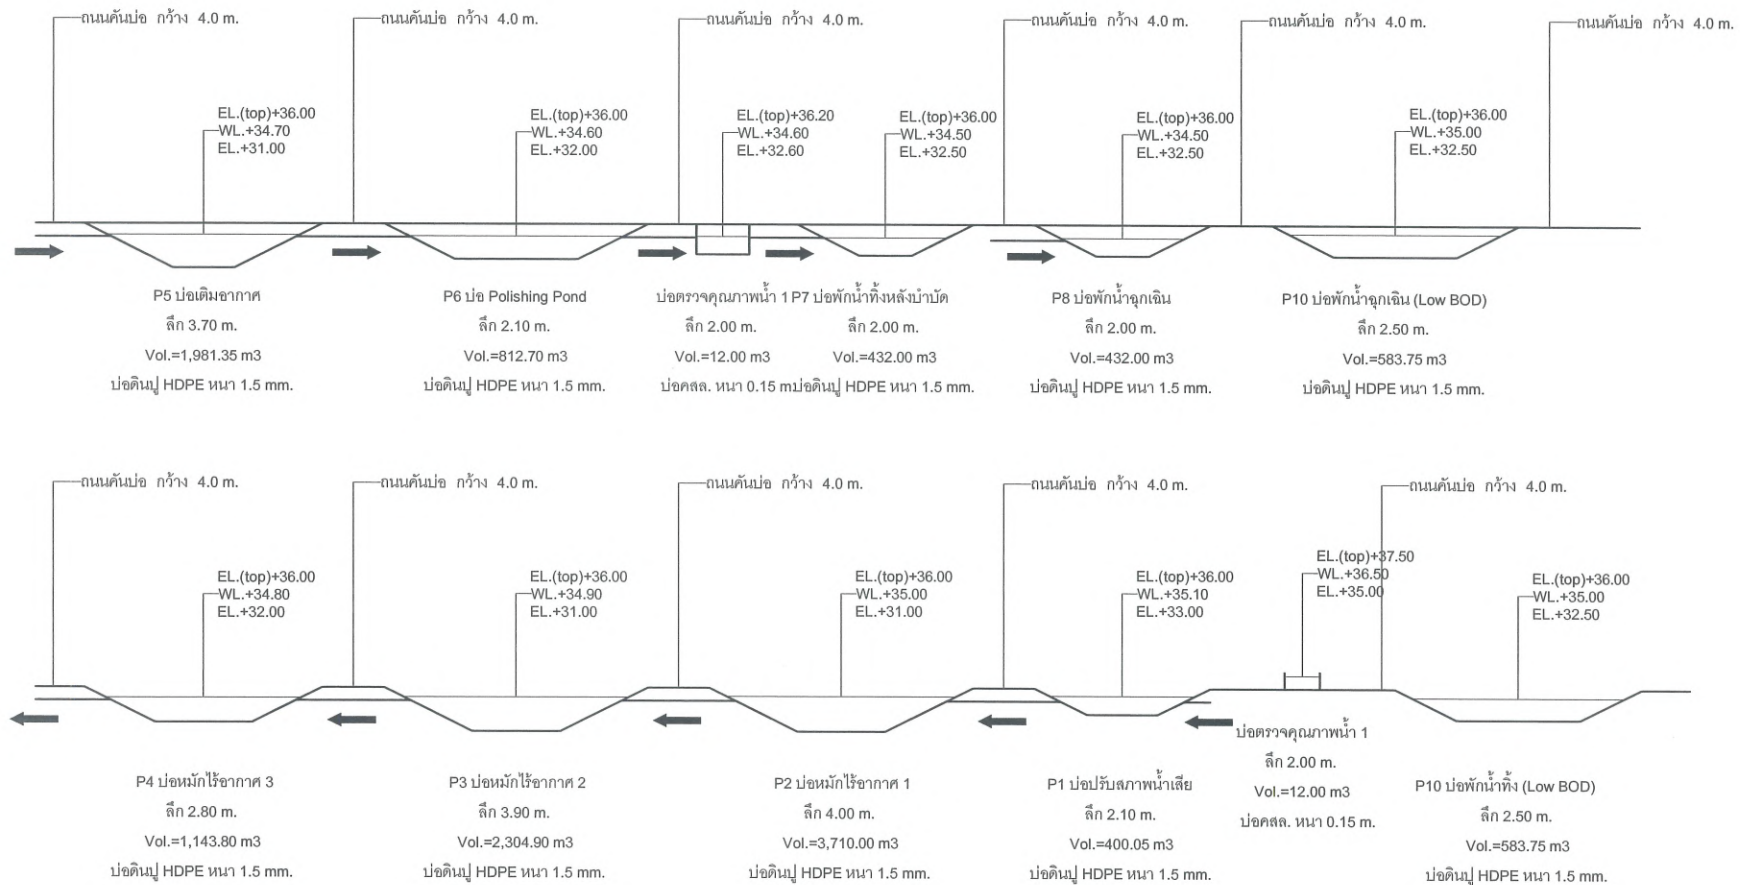 ถนนคันบ่อ กว้าง 4.0 m.
ถนนคันบ่อ กว้าง 4.0 m.
ถนนคันบ่อ กว้าง 4.0 m.
ถนนคันบ่อ กว้าง 4.0 m.
ถนนคันบ่อ กว้าง 4.0 m.
ถนนคันบ่อ กว้าง 4.0 m.
EL.(top)+36.00
WL.+34.70
EL.+31.00
EL.(top)+36.00
WL.+34.60
EL.+32.00
EL.(top)+36.20
WL.+34.60
EL.+32.60
EL.(top)+36.00
WL.+34.50
EL.+32.50
EL.(top)+36.00
WL.+34.50
EL.+32.50
EL.(top)+36.00
WL.+35.00
EL.+32.50
P5 บ่อเติมอากาศ
ลึก 3.70 m.
Vol.=1,981.35 m3
บ่อดินปู HDPE หนา 1.5 mm.
P6 บ่อ Polishing Pond
ลึก 2.10 m.
Vol.=812.70 m3
บ่อดินปู HDPE หนา 1.5 mm.
บ่อตรวจคุณภาพน้ำ 1
ลึก 2.00 m.
Vol.=12.00 m3
บ่อคสล. หนา 0.15 m.
P7 บ่อพักน้ำทิ้งหลังบำบัด
ลึก 2.00 m.
Vol.=432.00 m3
บ่อดินปู HDPE หนา 1.5 mm.
P8 บ่อพักน้ำฉุกเฉิน
ลึก 2.00 m.
Vol.=432.00 m3
บ่อดินปู HDPE หนา 1.5 mm.
P10 บ่อพักน้ำฉุกเฉิน (Low BOD)
ลึก 2.50 m.
Vol.=583.75 m3
บ่อดินปู HDPE หนา 1.5 mm.
ถนนคันบ่อ กว้าง 4.0 m.
ถนนคันบ่อ กว้าง 4.0 m.
ถนนคันบ่อ กว้าง 4.0 m.
ถนนคันบ่อ กว้าง 4.0 m.
ถนนคันบ่อ กว้าง 4.0 m.
EL.(top)+36.00
WL.+34.80
EL.+32.00
EL.(top)+36.00
WL.+34.90
EL.+31.00
EL.(top)+36.00
WL.+35.00
EL.+31.00
EL.(top)+36.00
WL.+35.10
EL.+33.00
EL.(top)+37.50
WL.+36.50
EL.+35.00
EL.(top)+36.00
WL.+35.00
EL.+32.50
P4 บ่อหมักไร้อากาศ 3
ลึก 2.80 m.
Vol.=1,143.80 m3
บ่อดินปู HDPE หนา 1.5 mm.
P3 บ่อหมักไร้อากาศ 2
ลึก 3.90 m.
Vol.=2,304.90 m3
บ่อดินปู HDPE หนา 1.5 mm.
P2 บ่อหมักไร้อากาศ 1
ลึก 4.00 m.
Vol.=3,710.00 m3
บ่อดินปู HDPE หนา 1.5 mm.
P1 บ่อปรับสภาพน้ำเสีย
ลึก 2.10 m.
Vol.=400.05 m3
บ่อดินปู HDPE หนา 1.5 mm.
บ่อตรวจคุณภาพน้ำ 1
ลึก 2.00 m.
Vol.=12.00 m3
บ่อคสล. หนา 0.15 m.
P10 บ่อพักน้ำทิ้ง (Low BOD)
ลึก 2.50 m.
Vol.=583.75 m3
บ่อดินปู HDPE หนา 1.5 mm.